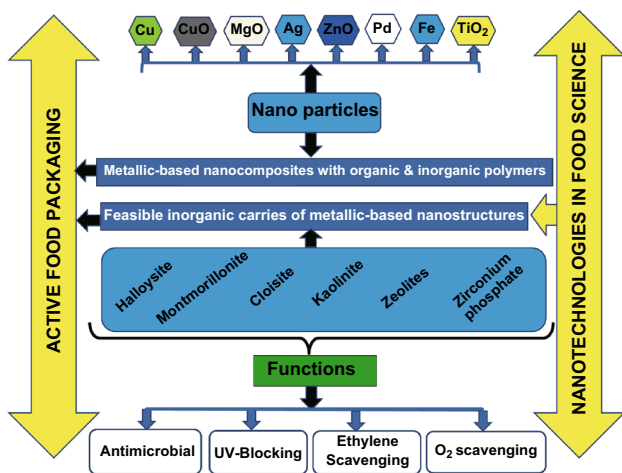 Cu CuO MgO Ag ZnO Pd Fe TiO₂
Nano particles
Metallic-based nanocomposites with organic & inorganic polymers
Feasible inorganic carries of metallic-based nanostructures
Halloysite
Montmorillonite
Cloisite
Kaolinite
Zeolites
Zirconium
phosphate
Functions
Antimicrobial
UV-Blocking
Ethylene
Scavenging
O₂ scavenging
ACTIVE FOOD PACKAGING
NANOTECHNOLOGIES IN FOOD SCIENCE